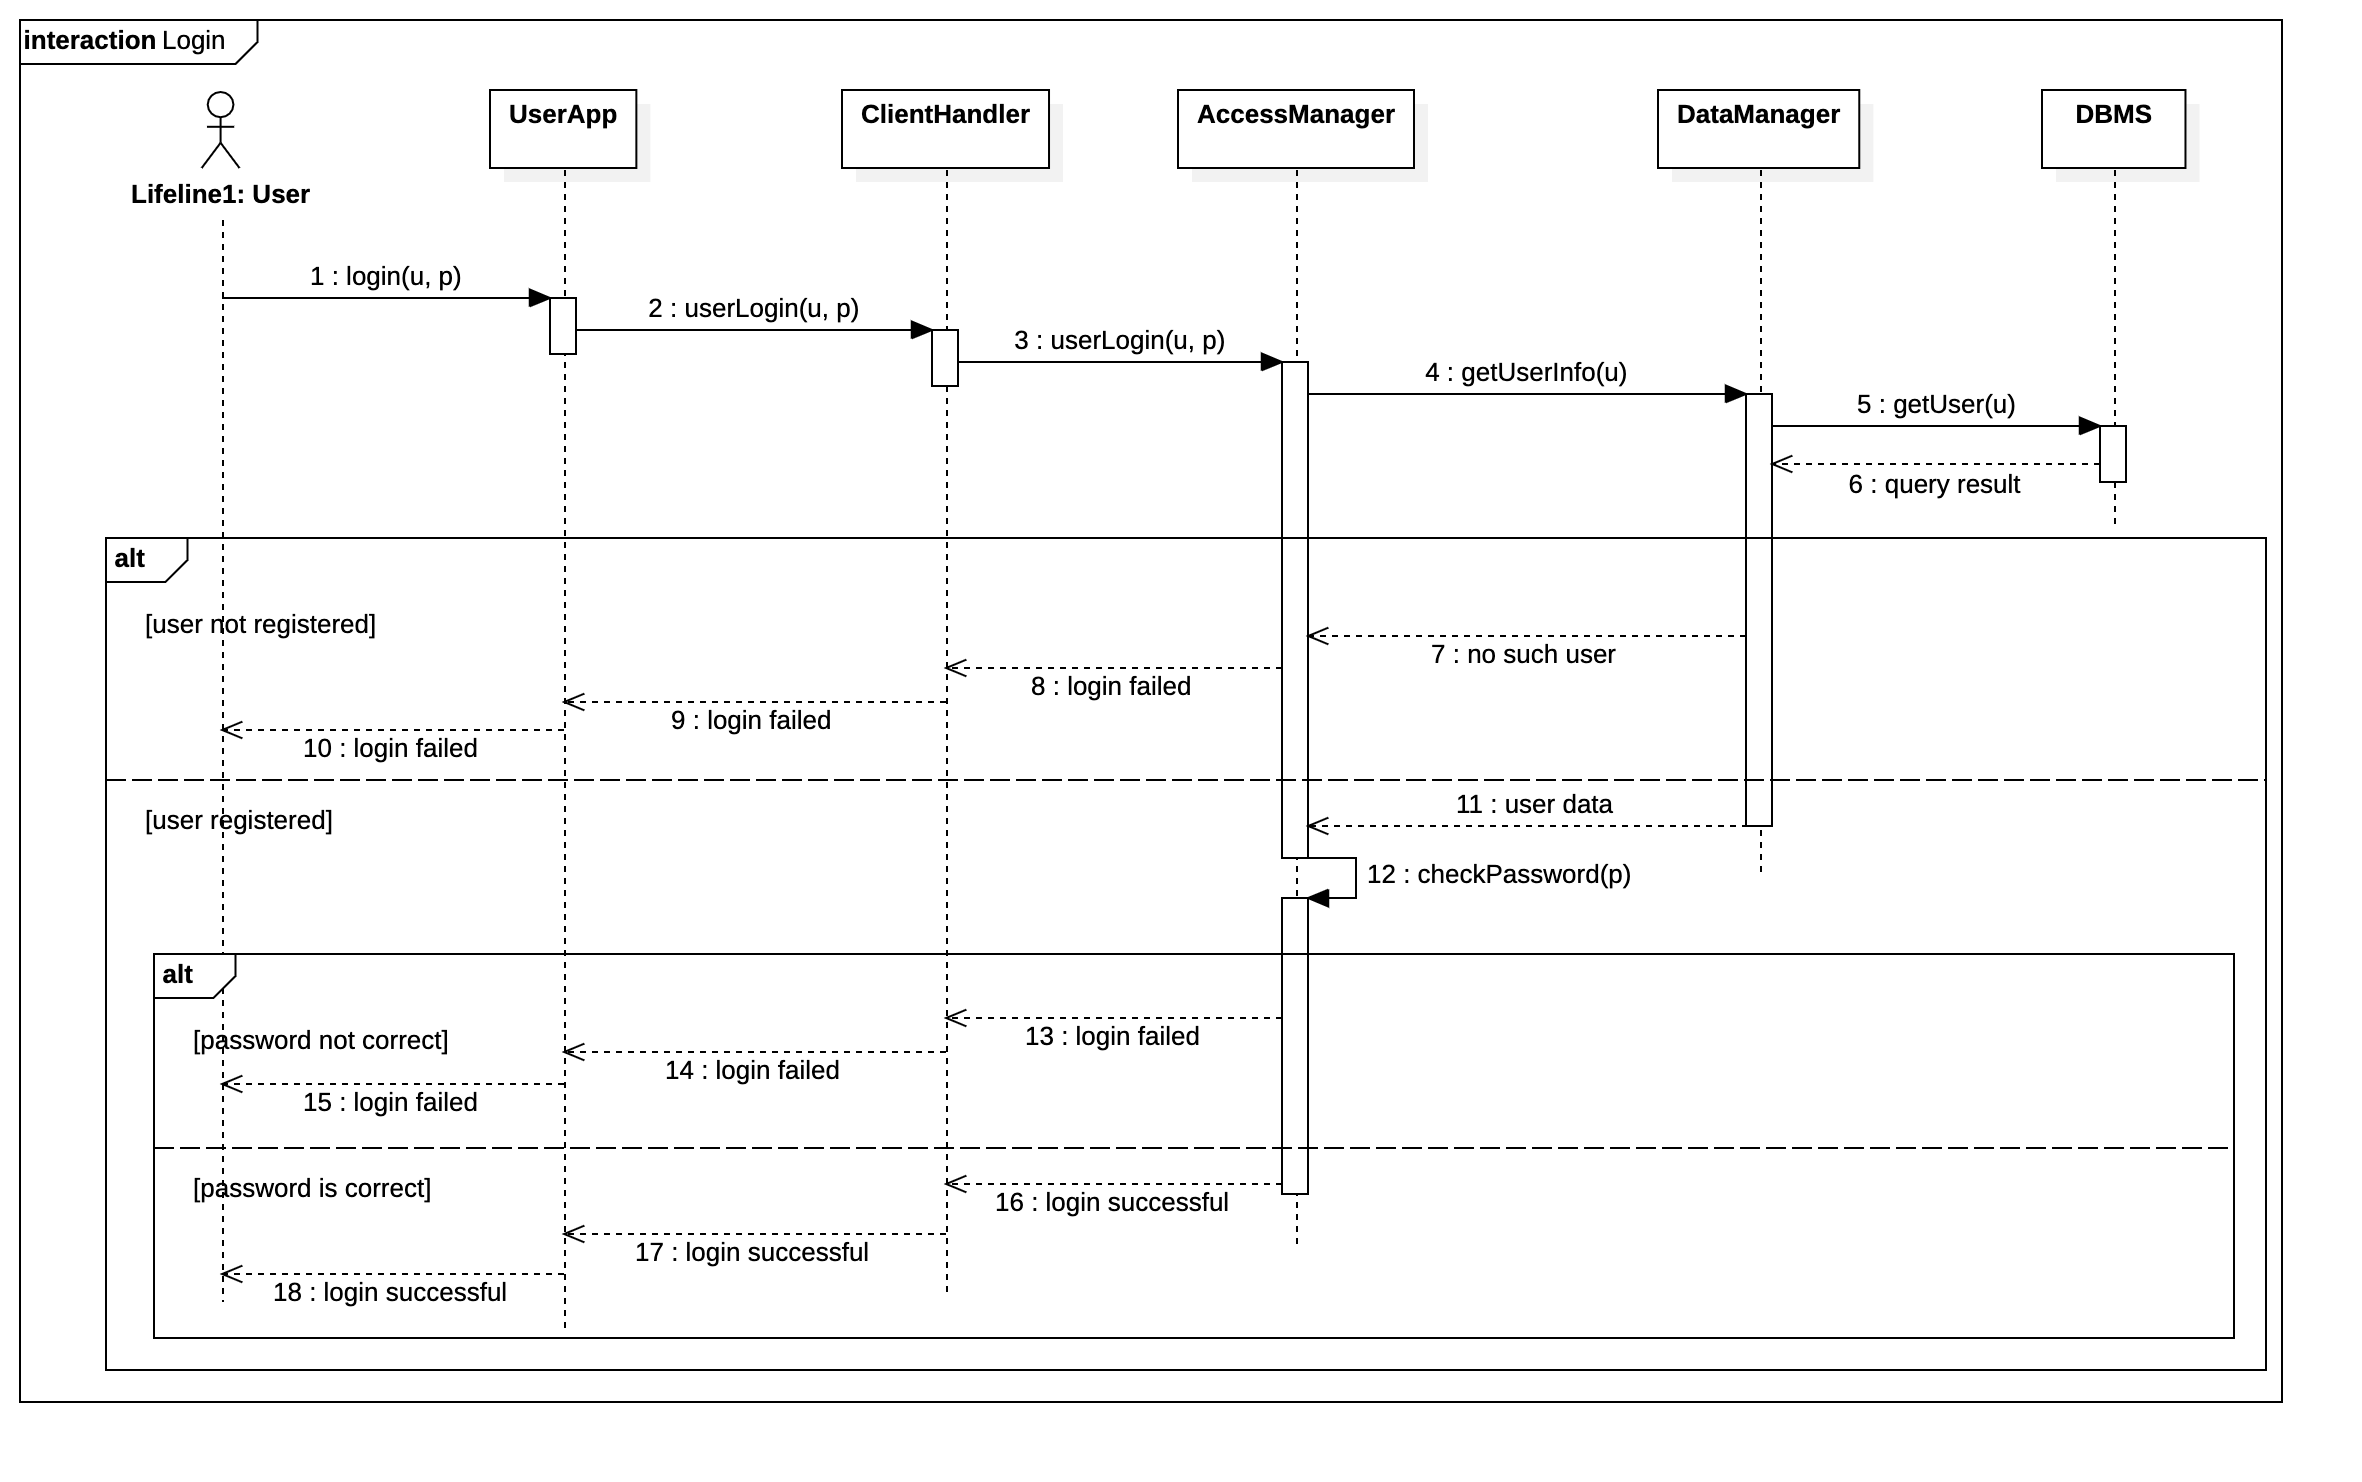 interaction Login
Lifeline1: User
UserApp
ClientHandler
AccessManager
DataManager
DBMS
1 : login(u, p)
2 : userLogin(u, p)
3 : userLogin(u, p)
4 : getUserInfo(u)
5 : getUser(u)
6 : query result
alt
[user not registered]
7 : no such user
8 : login failed
9 : login failed
10 : login failed
[user registered]
11 : user data
12 : checkPassword(p)
alt
[password not correct]
13 : login failed
14 : login failed
15 : login failed
[password is correct]
16 : login successful
17 : login successful
18 : login successful